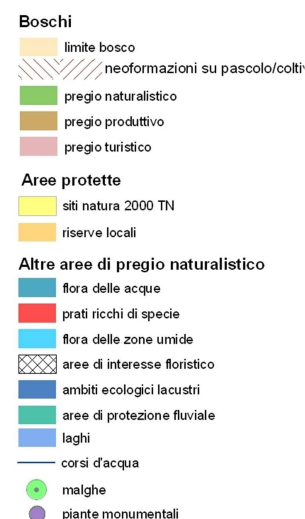 Boschi
limite bosco
neoformazioni su pascolo/colti
pregio naturalistico
pregio produttivo
pregio turistico
Aree protette
siti natura 2000 TN
riserve locali
Altre aree di pregio naturalistico
flora delle acque
prati ricchi di specie
flora delle zone umide
aree di interesse floristico
ambiti ecologici lacustri
aree di protezione fluviale
laghi
corsi d'acqua
malghe
piante monumentali